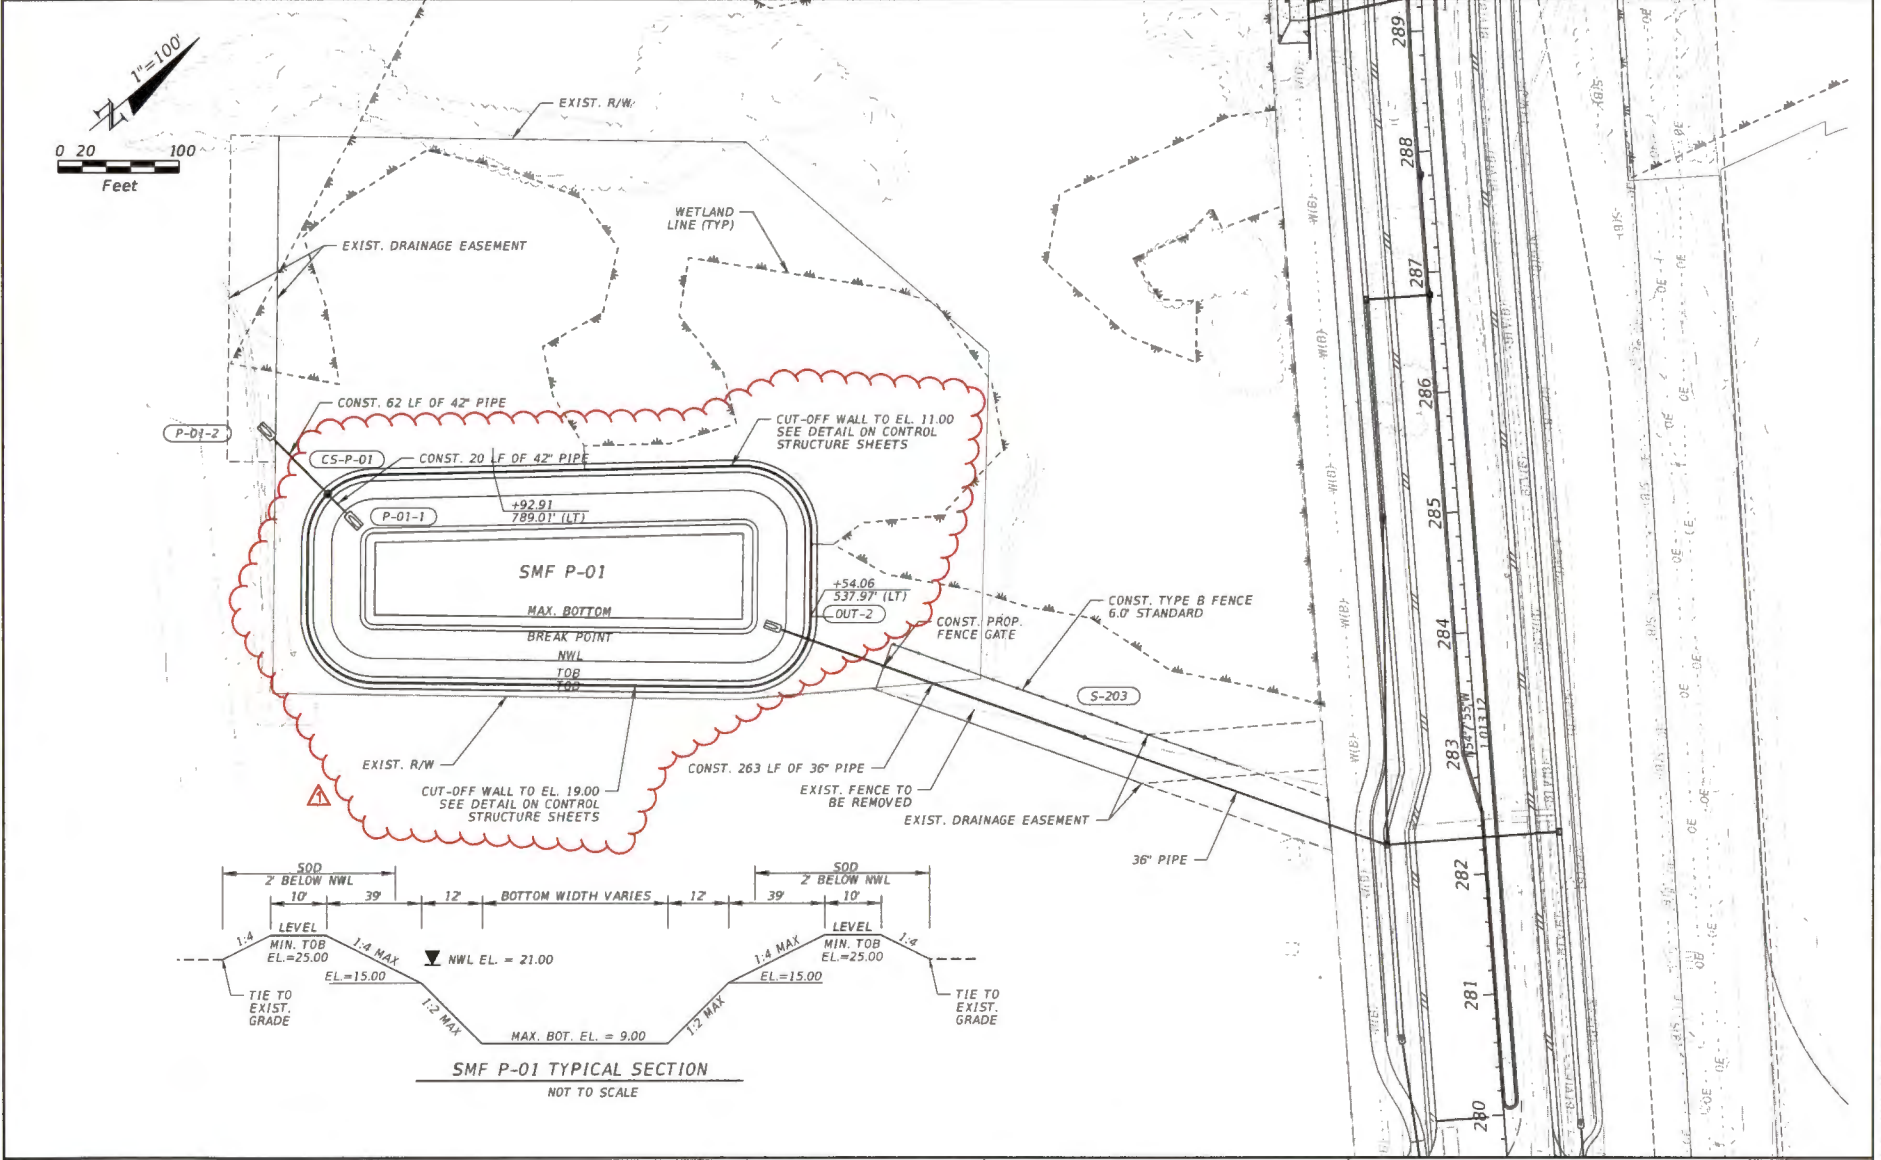 1"=100'
N
0 20 100
Feet
EXIST. R/W
WETLAND
LINE (TYP)
EXIST. DRAINAGE EASEMENT
CONST. 62 LF OF 42" PIPE
P-01-2
CS-P-01
CONST. 20 LF OF 42" PIPE
P-01-1
CUT-OFF WALL TO EL. 11.00
SEE DETAIL ON CONTROL
STRUCTURE SHEETS
+92.91
789.01' (LT)
SMF P-01
MAX. BOTTOM
BREAK POINT
NWL
TOB
TOB
+54.06
537.97' (LT)
OUT-2
CONST. PROP.
FENCE GATE
CONST. TYPE B FENCE
6.0' STANDARD
S-203
EXIST. R/W
1
CUT-OFF WALL TO EL. 19.00
SEE DETAIL ON CONTROL
STRUCTURE SHEETS
CONST. 263 LF OF 36" PIPE
EXIST. FENCE TO
BE REMOVED
EXIST. DRAINAGE EASEMENT
36" PIPE
289
288
287
286
285
284
283
282
281
280
W(B)
W(B)
W(B)
W(B)
W(B)
W(B)
OE
OE
OE
OE
SOD
2' BELOW NWL
SOD
2' BELOW NWL
10' 39' 12' BOTTOM WIDTH VARIES 12' 39' 10'
1:4
LEVEL
MIN. TOB
EL.=25.00
1:4 MAX
EL.=15.00
NWL EL. = 21.00
1:4 MAX
EL.=15.00
LEVEL
MIN. TOB
EL.=25.00
1:4
TIE TO
EXIST.
GRADE
1:2 MAX
MAX. BOT. EL. = 9.00
1:2 MAX
TIE TO
EXIST.
GRADE
SMF P-01 TYPICAL SECTION
NOT TO SCALE